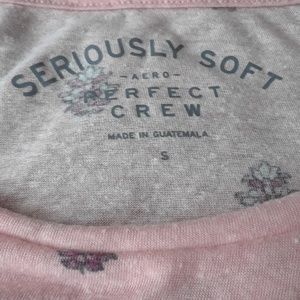 SERIOUSLY SOFT
-AERO-
PERFECT
CREW
MADE IN GUATEMALA
S